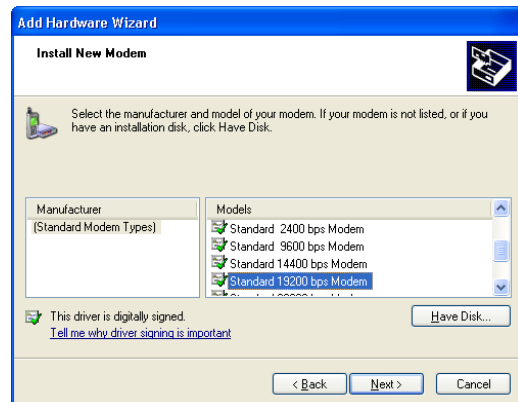 Add Hardware Wizard
Install New Modem
Select the manufacturer and model of your modem. If your modem is not listed, or if you
have an installation disk, click Have Disk.
Manufacturer
(Standard Modem Types)
Models
Standard 2400 bps Modem
Standard 9600 bps Modem
Standard 14400 bps Modem
Standard 19200 bps Modem
This driver is digitally signed.
Tell me why driver signing is important
Have Disk...
< Back
Next >
Cancel